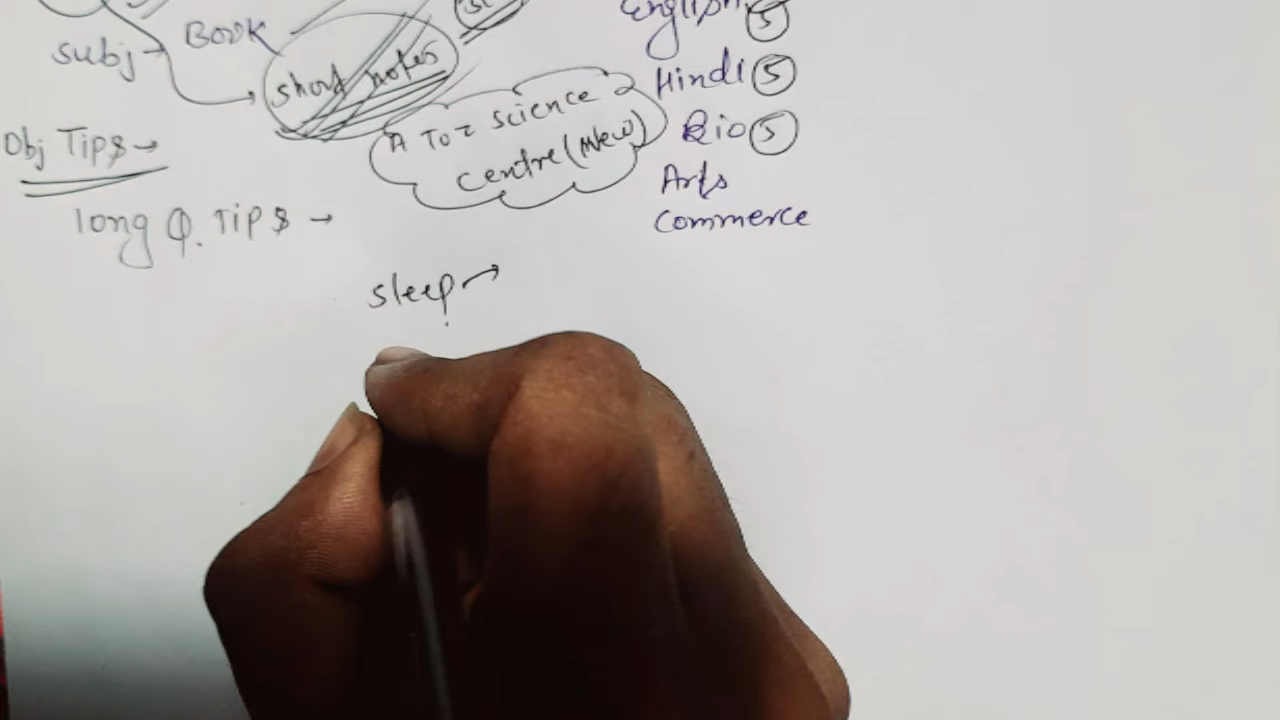 subj → Book
short notes
English 5
Hindi 5
Bio 5
Arts
Commerce
A To Z Science
Centre (New)
Obj Tips →
long Q. Tips →
sleep →